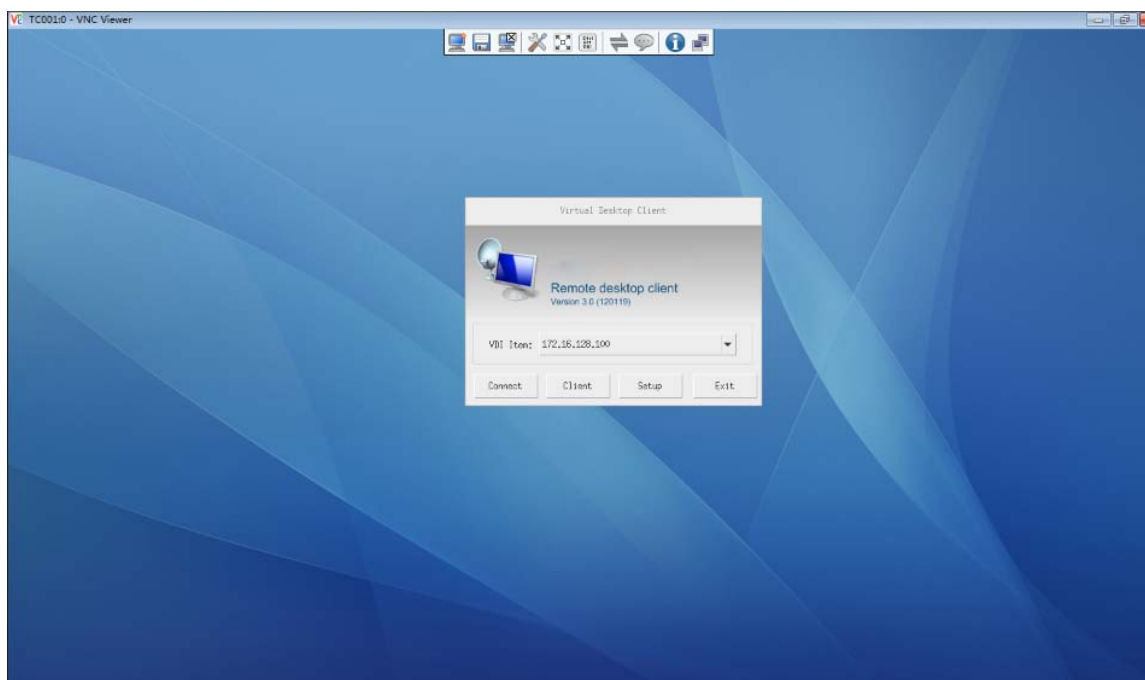 TC001:0 - VNC Viewer
Virtual Desktop Client
Remote desktop client
Version 3.0 (120119)
VDI Item: 172.16.128.100
Connect Client Setup Exit